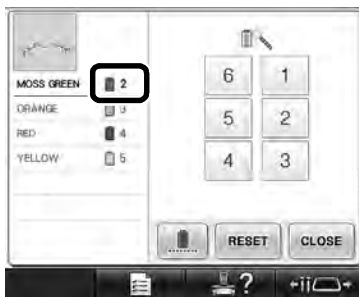 MOSS GREEN 2
ORANGE 3
RED 4
YELLOW 5
6 1
5 2
4 3
RESET CLOSE
?